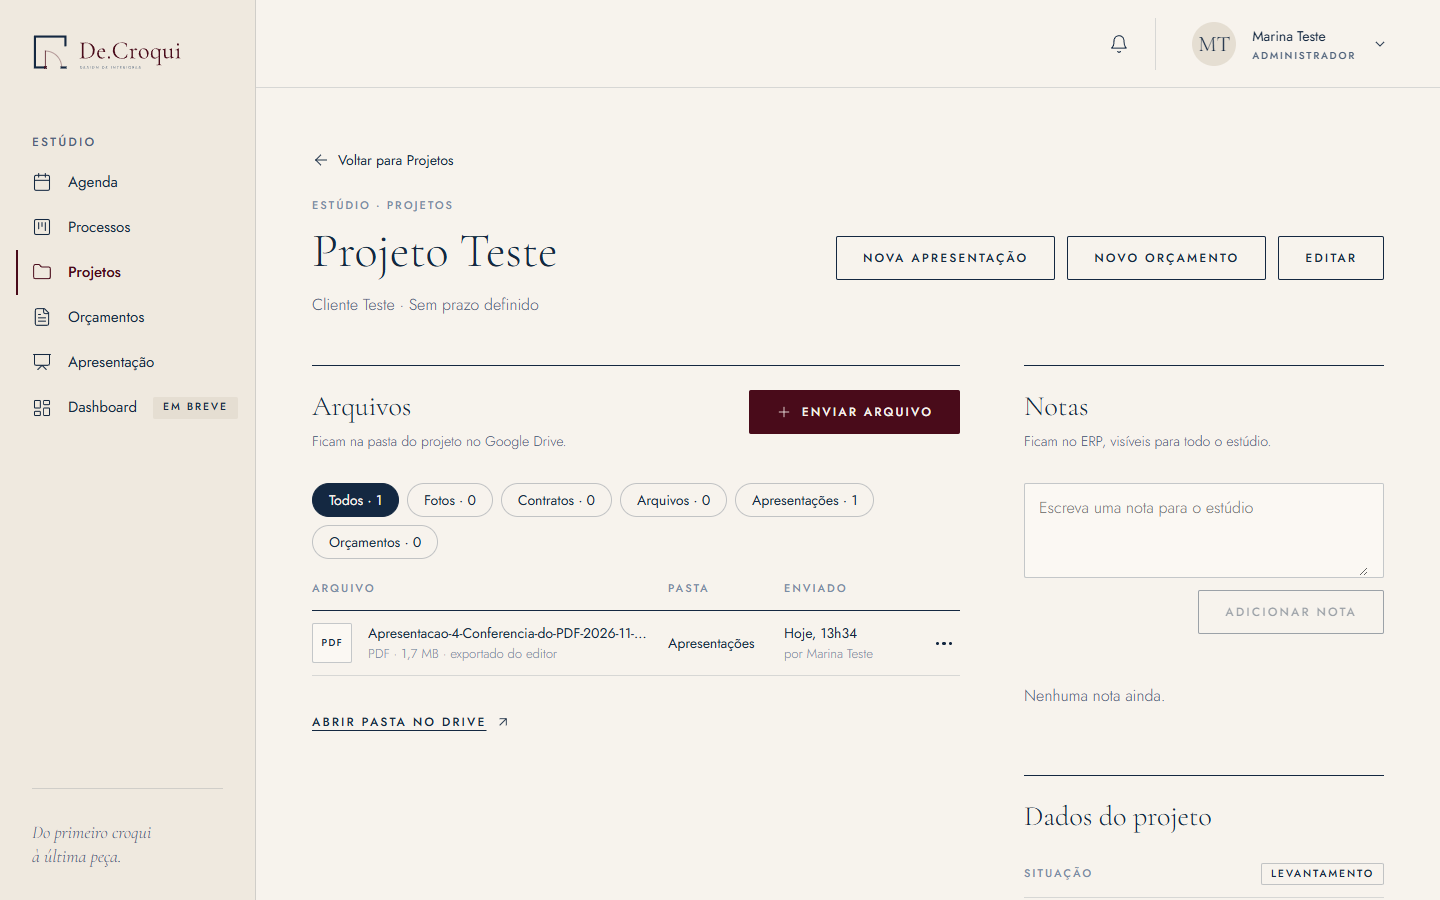 De.Croqui
DESIGN DE INTERIORES
ESTÚDIO
Agenda
Processos
Projetos
Orçamentos
Apresentação
Dashboard EM BREVE
Do primeiro croqui
à última peça.
MT
Marina Teste
ADMINISTRADOR
Voltar para Projetos
ESTÚDIO · PROJETOS
Projeto Teste
Cliente Teste · Sem prazo definido
NOVA APRESENTAÇÃO
NOVO ORÇAMENTO
EDITAR
Arquivos
Ficam na pasta do projeto no Google Drive.
+ ENVIAR ARQUIVO
Todos · 1
Fotos · 0
Contratos · 0
Arquivos · 0
Apresentações · 1
Orçamentos · 0
ARQUIVO PASTA ENVIADO
PDF
Apresentacao-4-Conferencia-do-PDF-2026-11-...
PDF · 1,7 MB · exportado do editor
Apresentações
Hoje, 13h34
por Marina Teste
ABRIR PASTA NO DRIVE
Notas
Ficam no ERP, visíveis para todo o estúdio.
Escreva uma nota para o estúdio
ADICIONAR NOTA
Nenhuma nota ainda.
Dados do projeto
SITUAÇÃO LEVANTAMENTO